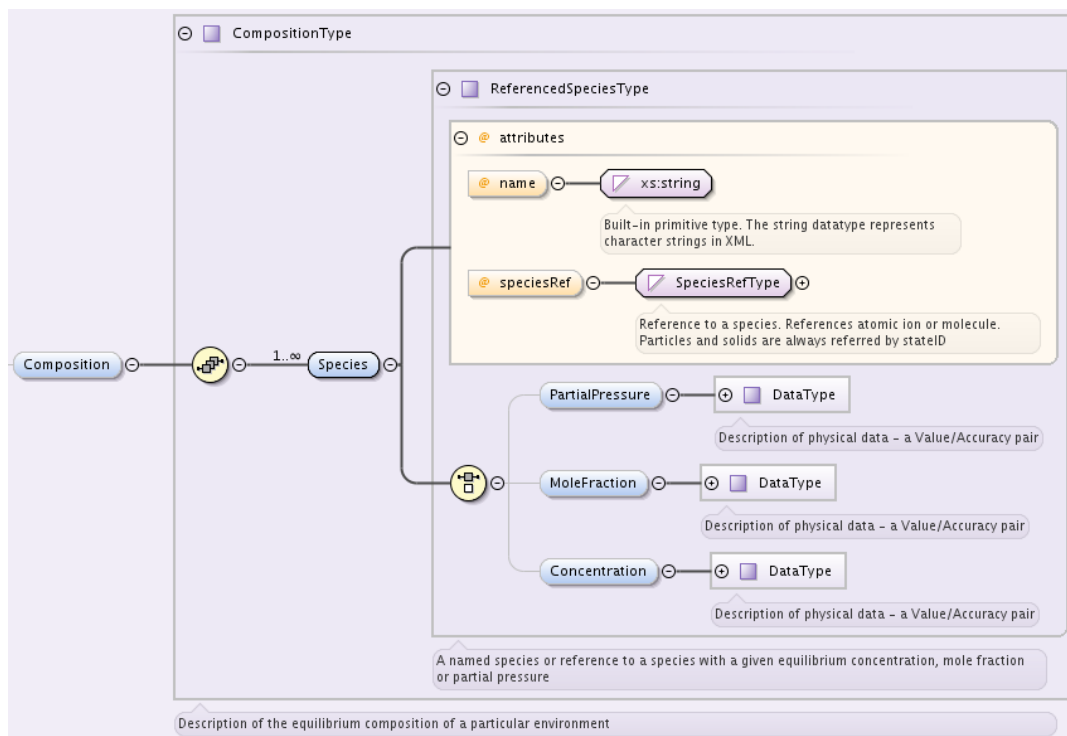 CompositionType
ReferencedSpeciesType
@ attributes
@ name
xs:string
Built-in primitive type. The string datatype represents
character strings in XML.
@ speciesRef
SpeciesRefType
Reference to a species. References atomic ion or molecule.
Particles and solids are always referred by stateID
Composition
1..∞
Species
PartialPressure
DataType
Description of physical data - a Value/Accuracy pair
MoleFraction
DataType
Description of physical data - a Value/Accuracy pair
Concentration
DataType
Description of physical data - a Value/Accuracy pair
A named species or reference to a species with a given equilibrium concentration, mole fraction
or partial pressure
Description of the equilibrium composition of a particular environment